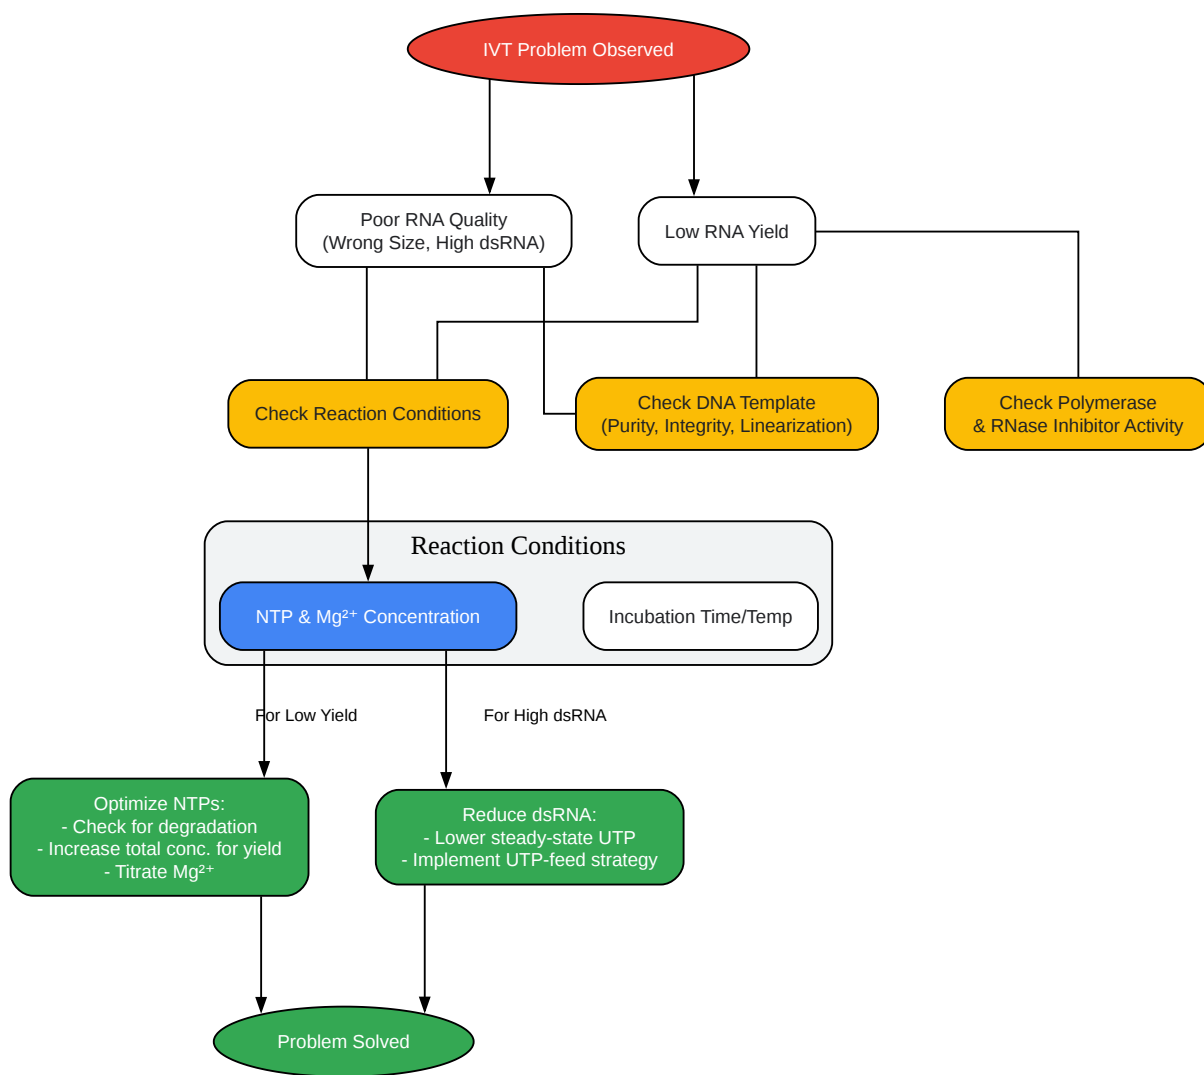 IVT Problem Observed
Poor RNA Quality
(Wrong Size, High dsRNA)
Low RNA Yield
Check Reaction Conditions
Check DNA Template
(Purity, Integrity, Linearization)
Check Polymerase
& RNase Inhibitor Activity
Reaction Conditions
NTP & Mg²⁺ Concentration
Incubation Time/Temp
For Low Yield
For High dsRNA
Optimize NTPs:
- Check for degradation
- Increase total conc. for yield
- Titrate Mg²⁺
Reduce dsRNA:
- Lower steady-state UTP
- Implement UTP-feed strategy
Problem Solved